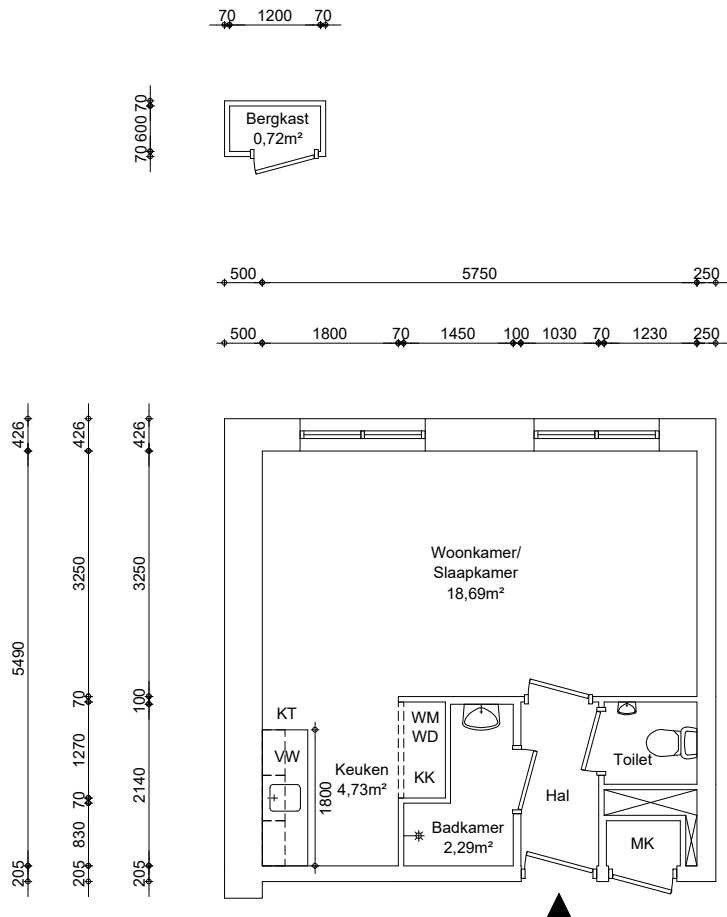 70 1200 70
70 600 70
Bergkast
0,72m²
500 5750 250
500 1800 70 1450 100 1030 70 1230 250
426 5490 205
426 3250 70 1270 70 830 205
426 3250 100 2140 205
Woonkamer/
Slaapkamer
18,69m²
KT
VW
1800
Keuken
4,73m²
WM
WD
KK
Badkamer
2,29m²
Hal
Toilet
MK